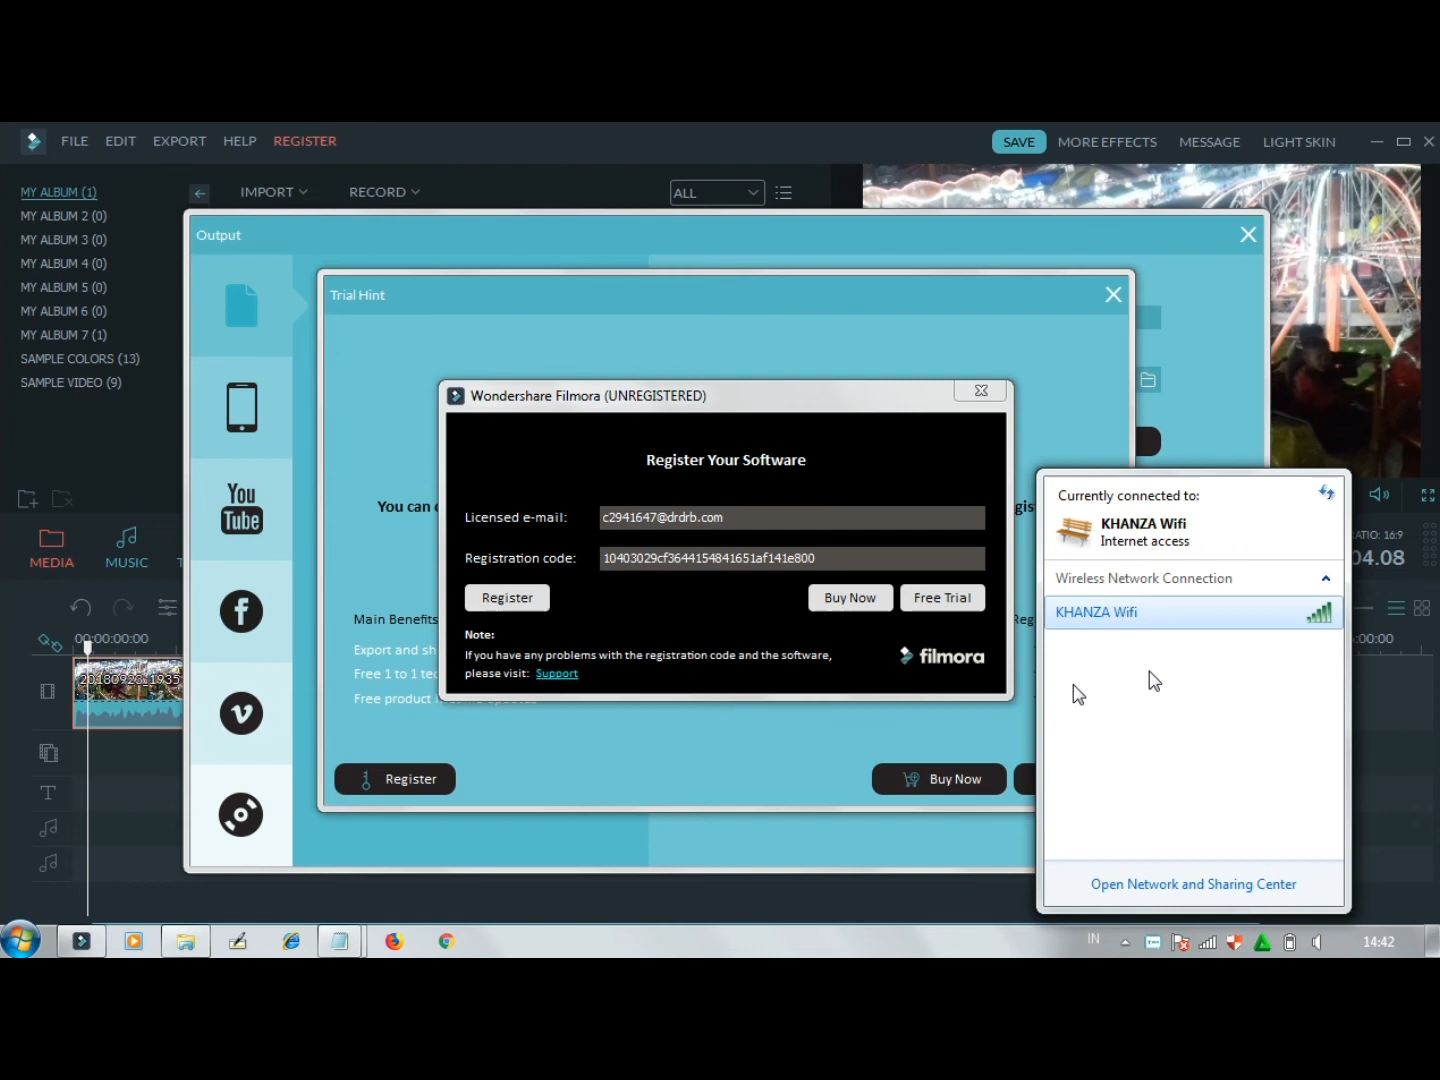 FILE EDIT EXPORT HELP REGISTER
SAVE MORE EFFECTS MESSAGE LIGHT SKIN
MY ALBUM (1)
IMPORT RECORD ALL
MY ALBUM 2 (0)
MY ALBUM 3 (0)
MY ALBUM 4 (0)
MY ALBUM 5 (0)
MY ALBUM 6 (0)
MY ALBUM 7 (1)
SAMPLE COLORS (13)
SAMPLE VIDEO (9)
Output
Trial Hint
You
Tube
You can
Wondershare Filmora (UNREGISTERED)
Register Your Software
Licensed e-mail: c2941647@drdrb.com
Registration code: 10403029cf3644154841651af141e800
Register Buy Now Free Trial
Note:
If you have any problems with the registration code and the software,
please visit: Support
filmora
Main Benefits
Export and sh
Free 1 to 1 tec
Free product
Register Buy Now
Currently connected to:
KHANZA Wifi
Internet access
Wireless Network Connection
KHANZA Wifi
Open Network and Sharing Center
MEDIA MUSIC T
ATIO: 16:9
04.08
00:00:00:00
:00:00
20180923_1935
T
IN 14:42